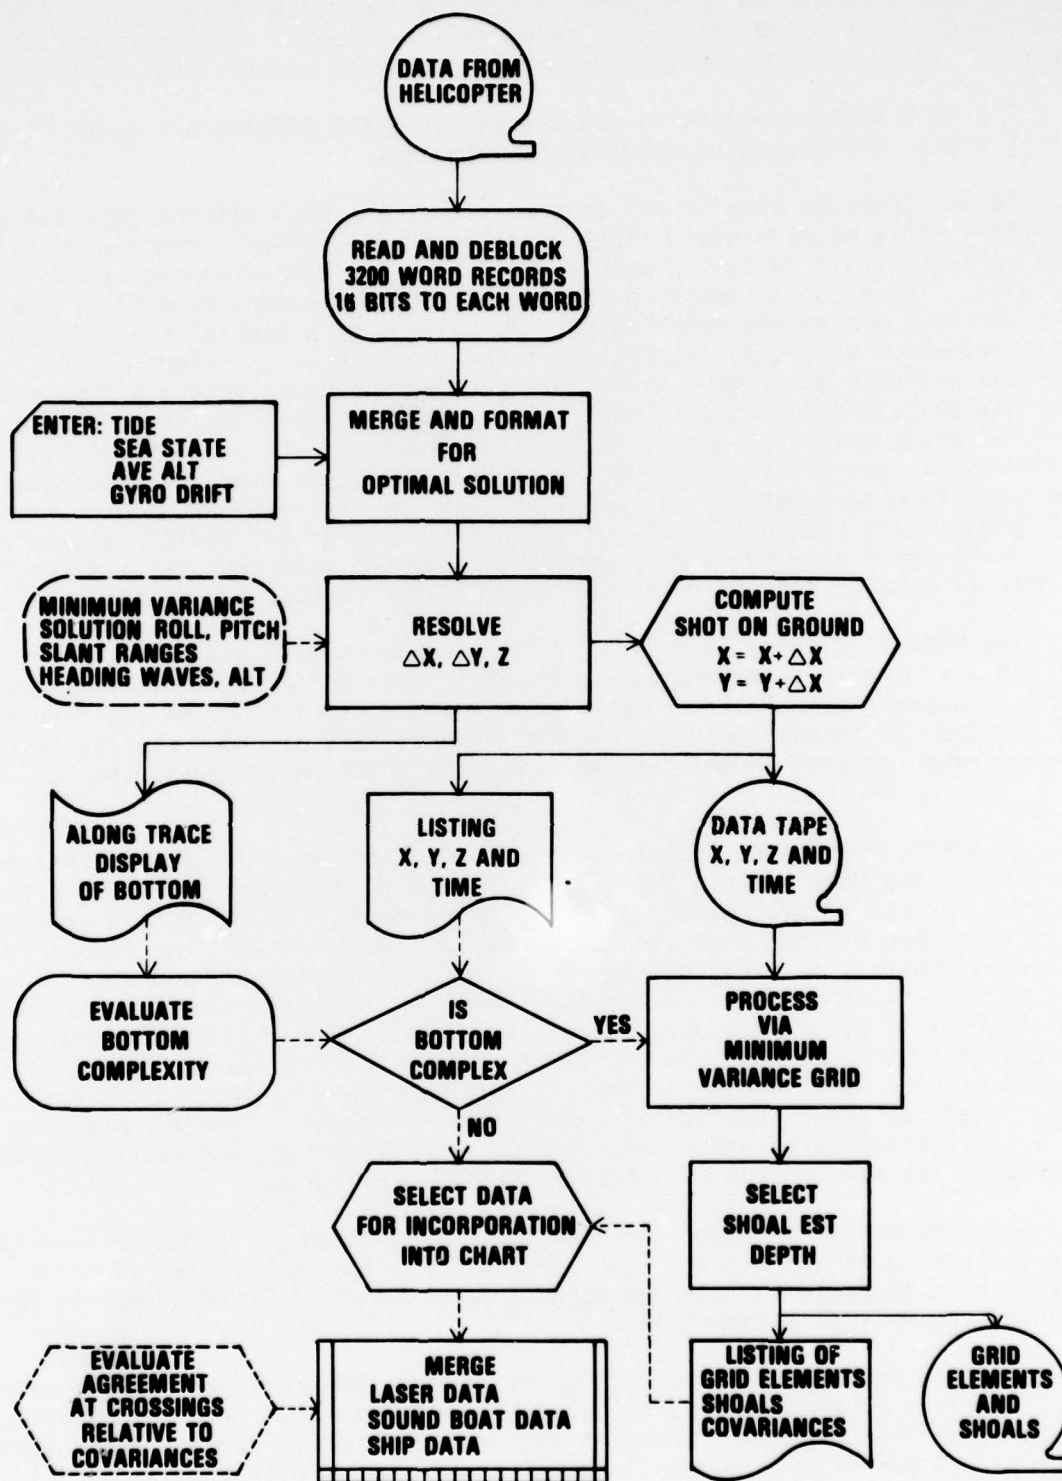 DATA FROM
HELICOPTER
READ AND DEBLOCK
3200 WORD RECORDS
16 BITS TO EACH WORD
ENTER: TIDE
SEA STATE
AVE ALT
GYRO DRIFT
MERGE AND FORMAT
FOR
OPTIMAL SOLUTION
MINIMUM VARIANCE
SOLUTION ROLL, PITCH
SLANT RANGES
HEADING WAVES, ALT
RESOLVE
△X, △Y, Z
COMPUTE
SHOT ON GROUND
X = X+△X
Y = Y+△X
ALONG TRACE
DISPLAY
OF BOTTOM
LISTING
X, Y, Z AND
TIME
DATA TAPE
X, Y, Z AND
TIME
EVALUATE
BOTTOM
COMPLEXITY
IS
BOTTOM
COMPLEX
YES
NO
PROCESS
VIA
MINIMUM
VARIANCE GRID
SELECT DATA
FOR INCORPORATION
INTO CHART
SELECT
SHOAL EST
DEPTH
EVALUATE
AGREEMENT
AT CROSSINGS
RELATIVE TO
COVARIANCES
MERGE
LASER DATA
SOUND BOAT DATA
SHIP DATA
LISTING OF
GRID ELEMENTS
SHOALS
COVARIANCES
GRID
ELEMENTS
AND
SHOALS